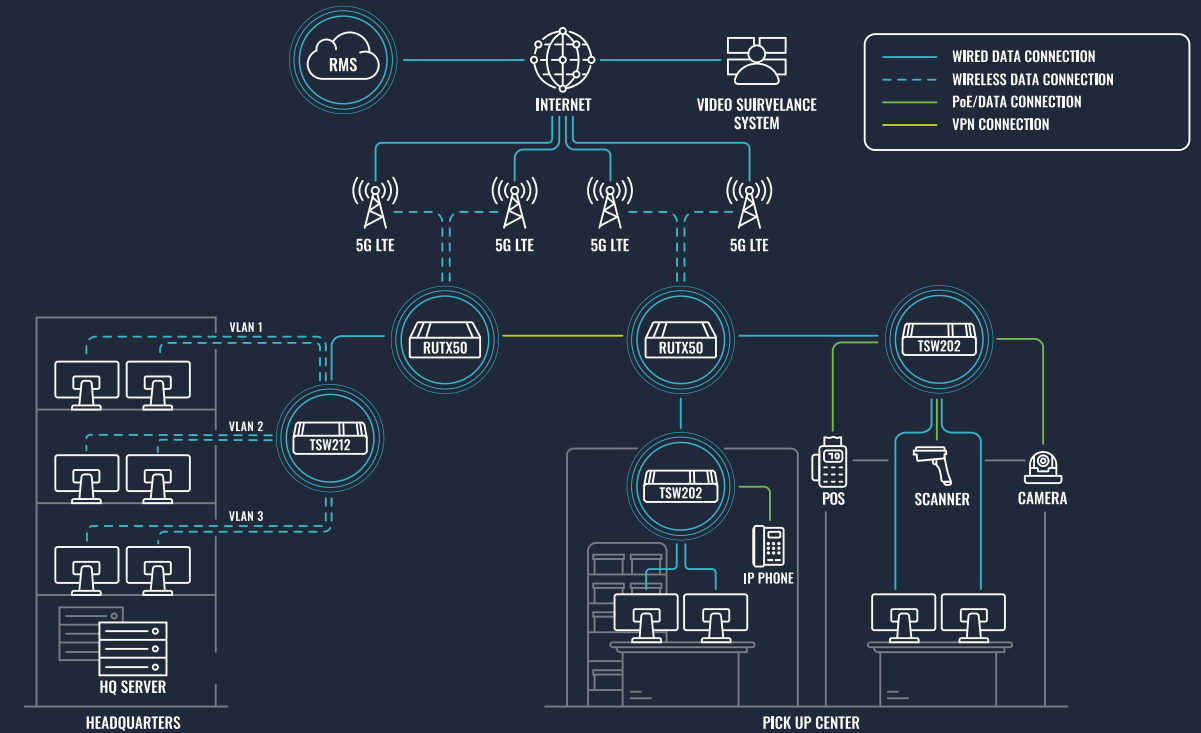 RMS
INTERNET
VIDEO SUIRVELANCE
SYSTEM
WIRED DATA CONNECTION
WIRELESS DATA CONNECTION
PoE/DATA CONNECTION
VPN CONNECTION
5G LTE
5G LTE
5G LTE
5G LTE
RUTX50
RUTX50
TSW202
VLAN 1
VLAN 2
TSW212
VLAN 3
TSW202
IP PHONE
POS
SCANNER
CAMERA
HQ SERVER
HEADQUARTERS
PICK UP CENTER